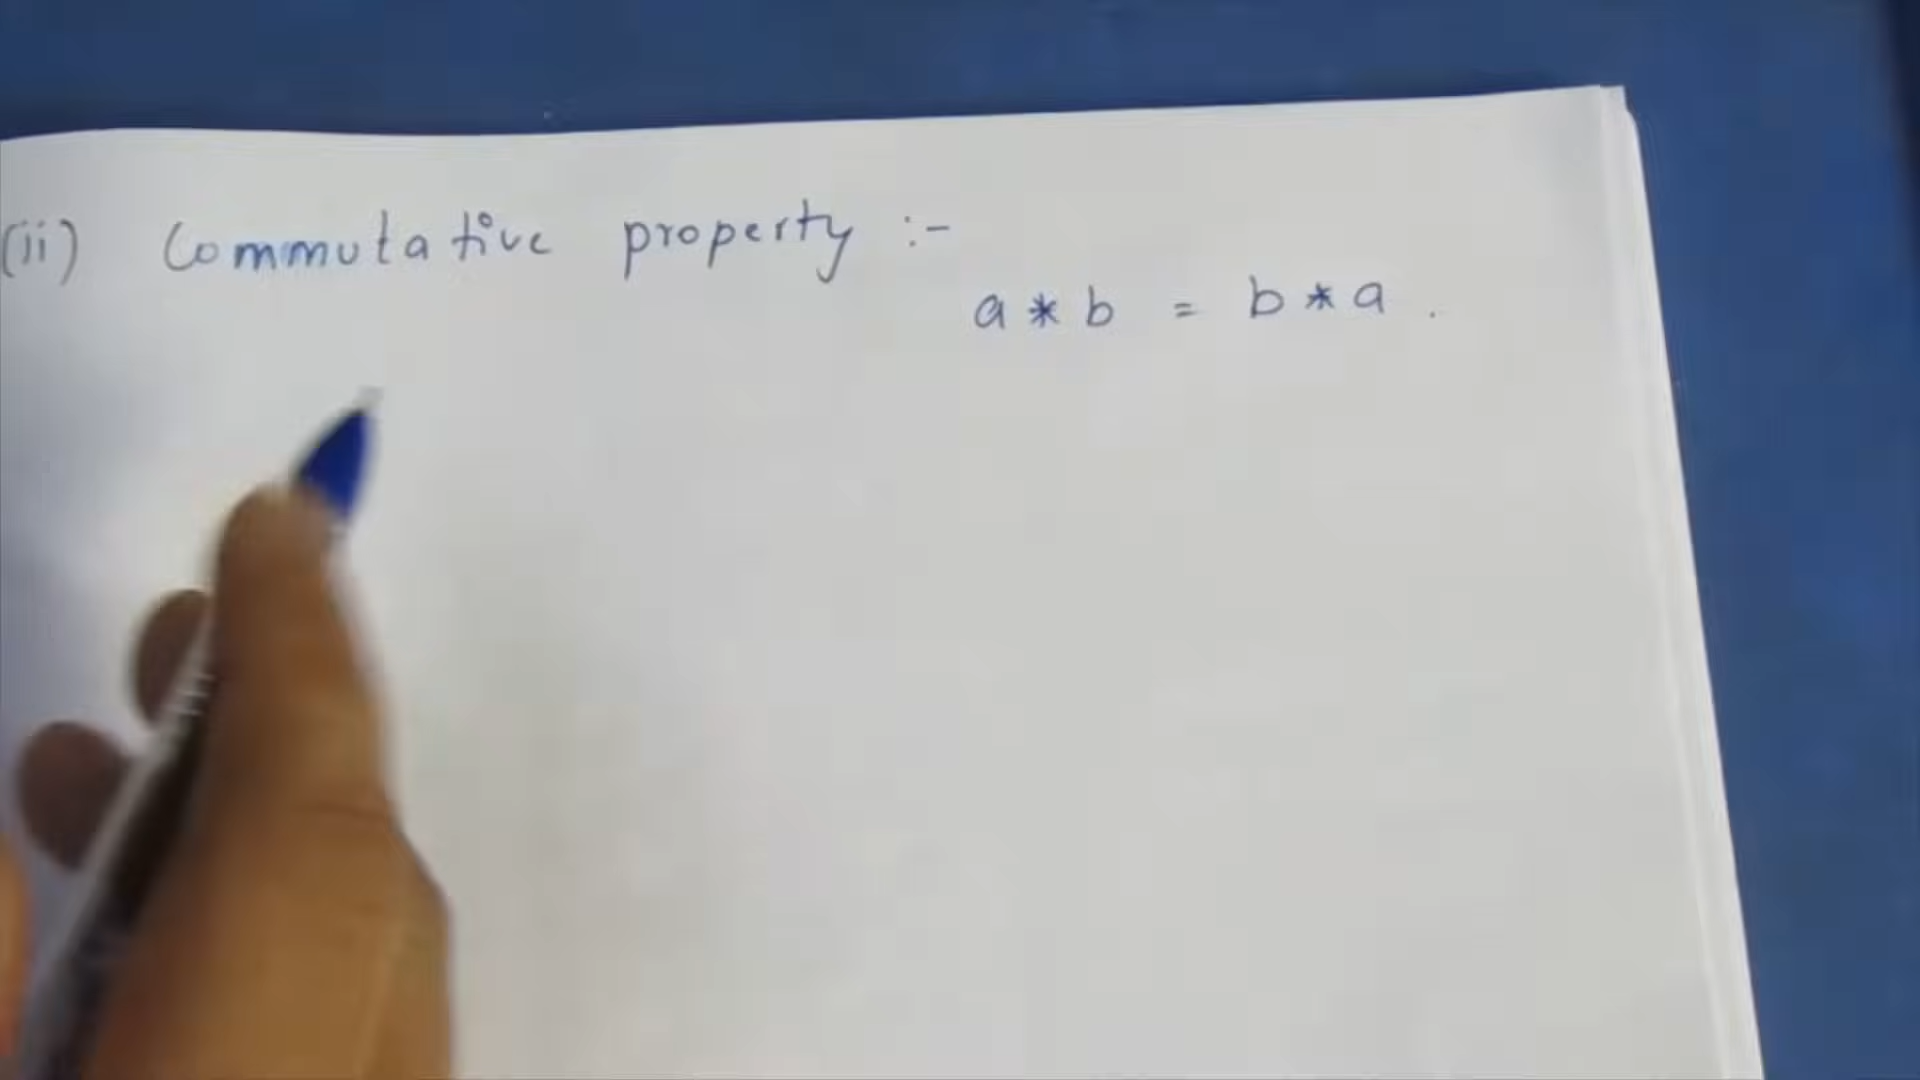 (ii) Commutative property :-
a * b = b * a .